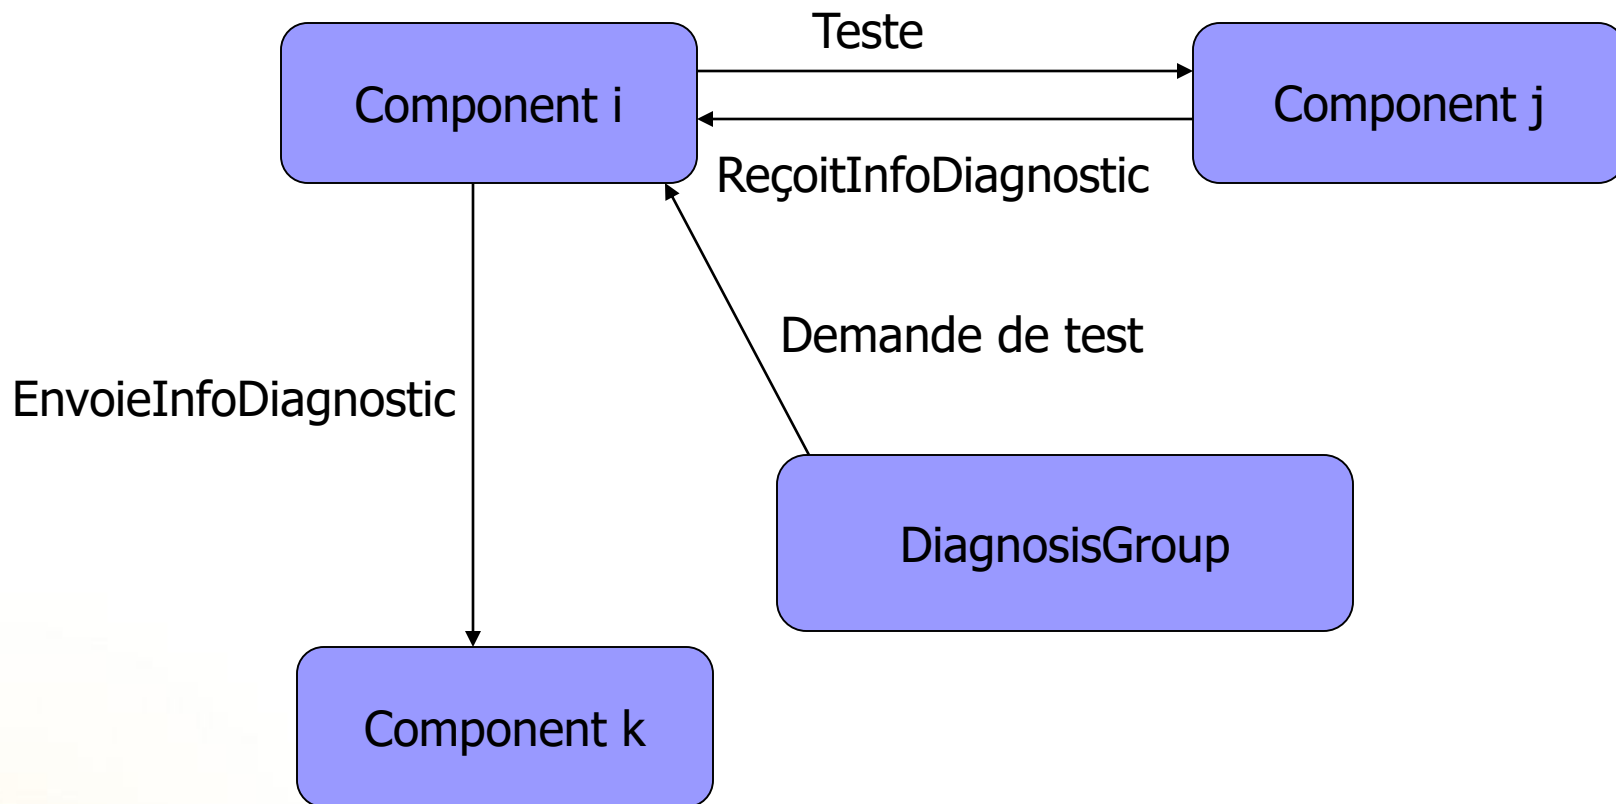 Teste
Component i
Component j
ReçoitInfoDiagnostic
Demande de test
EnvoieInfoDiagnostic
DiagnosisGroup
Component k